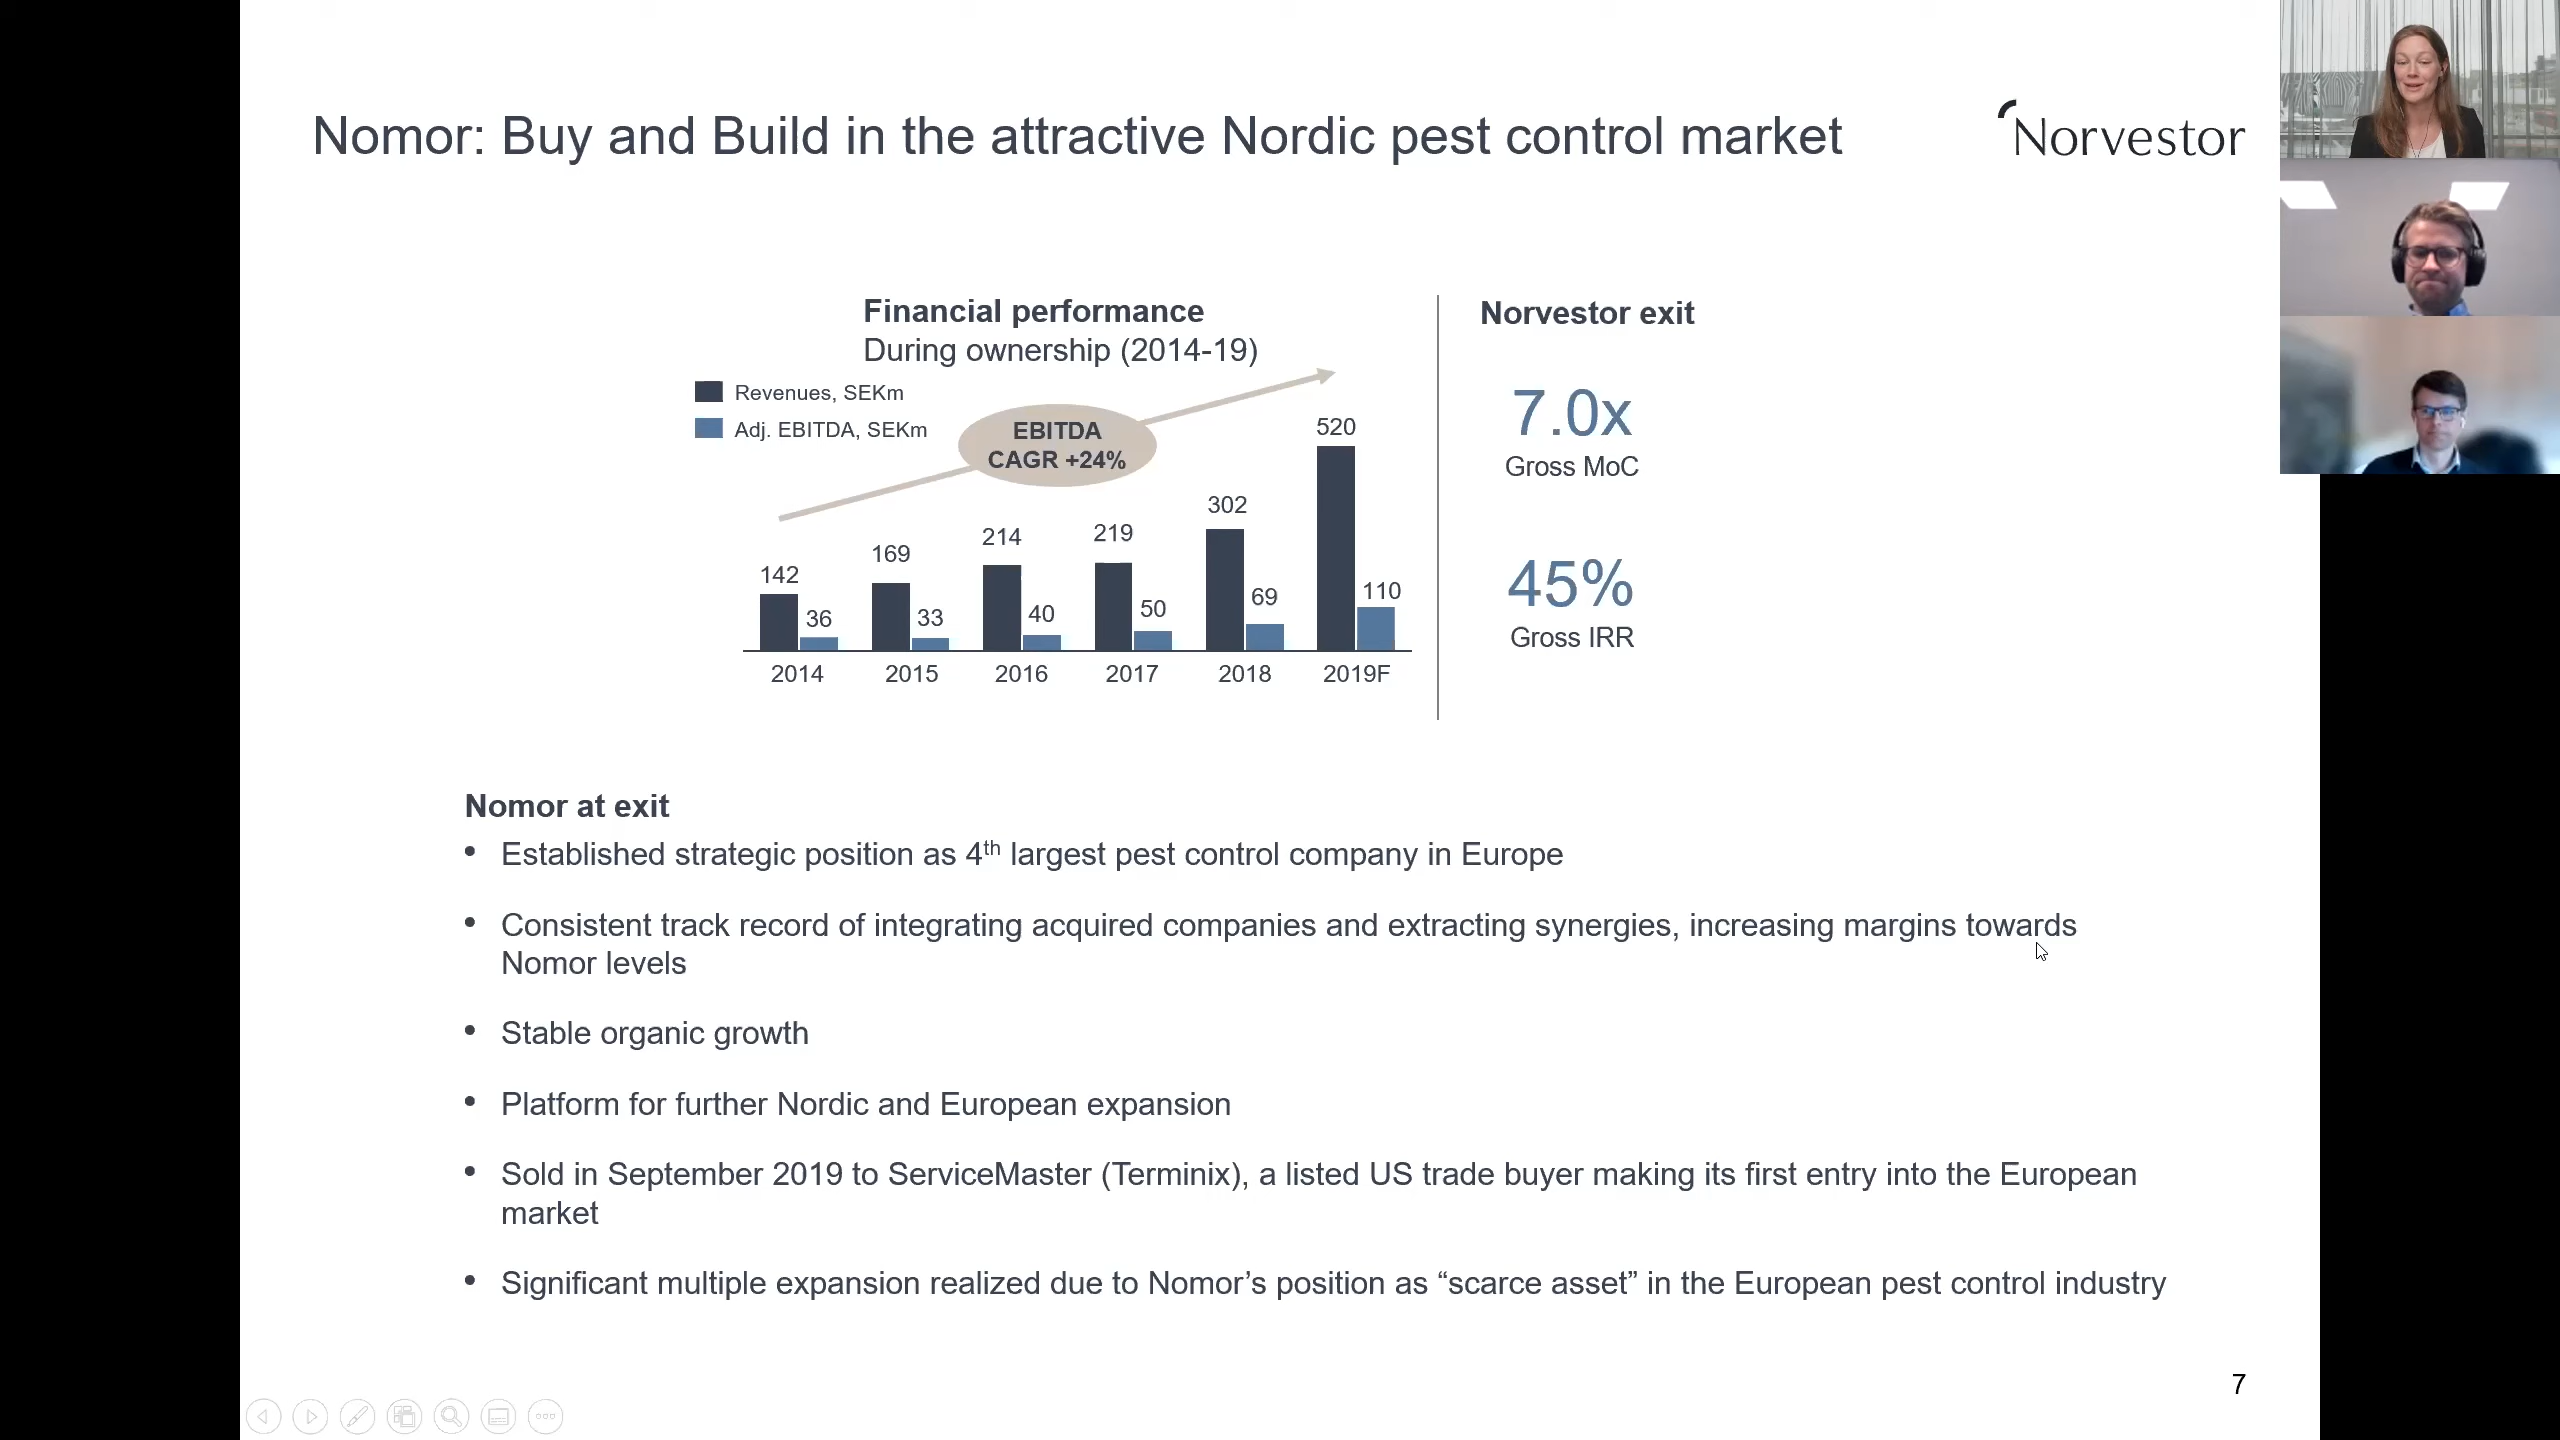 Nomor: Buy and Build in the attractive Nordic pest control market
Norvestor
Financial performance
During ownership (2014-19)
Revenues, SEKm
Adj. EBITDA, SEKm
EBITDA
CAGR +24%
142
36
169
33
214
40
219
50
302
69
520
110
2014
2015
2016
2017
2018
2019F
Norvestor exit
7.0x
Gross MoC
45%
Gross IRR
Nomor at exit
• Established strategic position as 4th largest pest control company in Europe
• Consistent track record of integrating acquired companies and extracting synergies, increasing margins towards
Nomor levels
• Stable organic growth
• Platform for further Nordic and European expansion
• Sold in September 2019 to ServiceMaster (Terminix), a listed US trade buyer making its first entry into the European
market
• Significant multiple expansion realized due to Nomor’s position as “scarce asset” in the European pest control industry
7